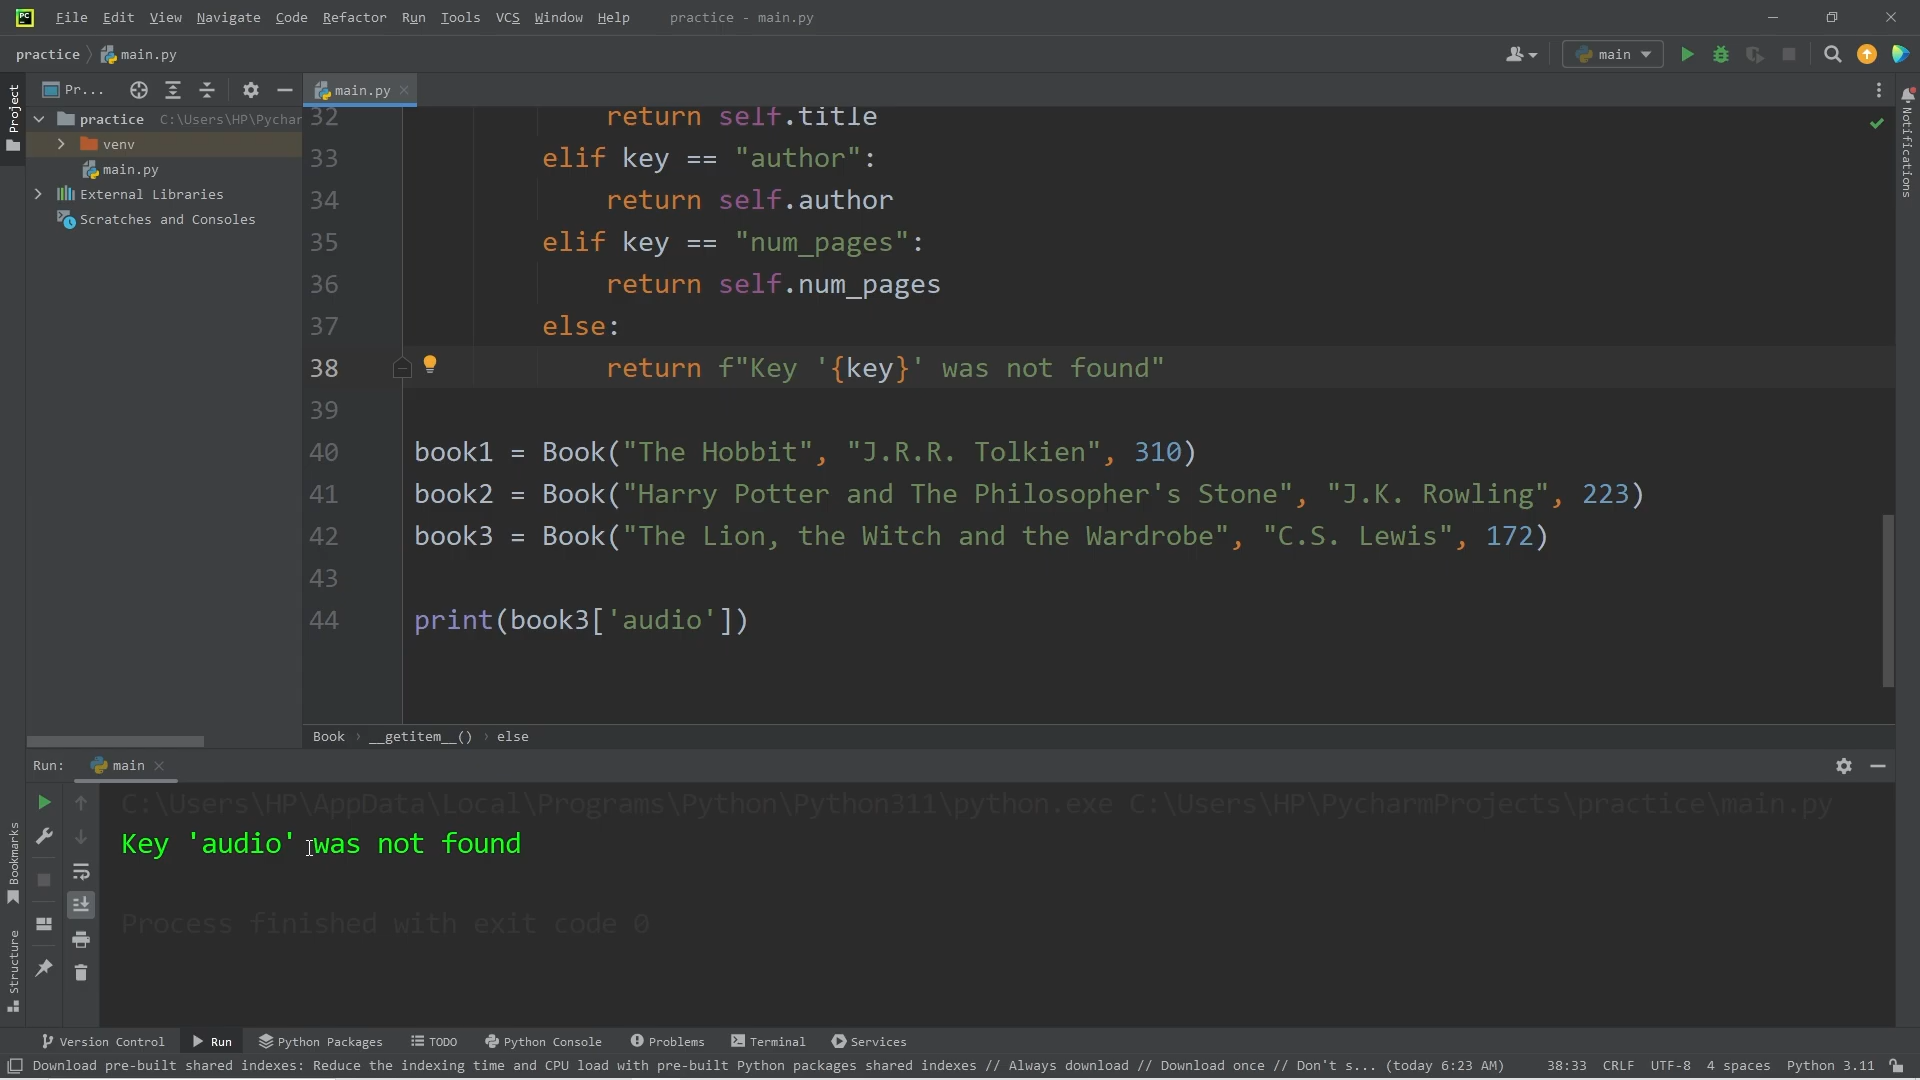 File Edit View Navigate Code Refactor Run Tools VCS Window Help practice - main.py
practice main.py main
Pr... main.py
Project
Notifications
practice C:\Users\HP\Pychar
venv
main.py
External Libraries
Scratches and Consoles
32 return self.title
33 elif key == "author":
34 return self.author
35 elif key == "num_pages":
36 return self.num_pages
37 else:
38 return f"Key '{key}' was not found"
39
40 book1 = Book("The Hobbit", "J.R.R. Tolkien", 310)
41 book2 = Book("Harry Potter and The Philosopher's Stone", "J.K. Rowling", 223)
42 book3 = Book("The Lion, the Witch and the Wardrobe", "C.S. Lewis", 172)
43
44 print(book3['audio'])
Book __getitem__() else
Run: main
C:\Users\HP\AppData\Local\Programs\Python\Python311\python.exe C:\Users\HP\PycharmProjects\practice\main.py
Key 'audio' was not found
Process finished with exit code 0
Bookmarks
Structure
Version Control Run Python Packages TODO Python Console Problems Terminal Services
Download pre-built shared indexes: Reduce the indexing time and CPU load with pre-built Python packages shared indexes // Always download // Download once // Don't s... (today 6:23 AM) 38:33 CRLF UTF-8 4 spaces Python 3.11